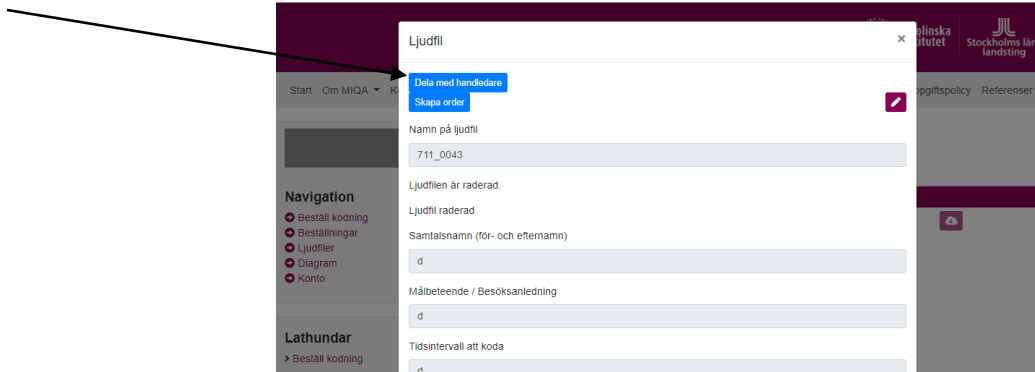 Ljudfil
×
Stockholms län
landsting
Dela med handledare
Skapa order
Start Om MIQA
Referenser
Namn på ljudfil
711_0043
Ljudfilen är raderad.
Ljudfil raderad
Samtalsnamn (för- och efternamn)
d
Målbeteende / Besöksanledning
d
Tidsintervall att koda
d
Navigation
Beställ kodning
Beställningar
Ljudfiler
Diagram
Konto
Lathundar
Beställ kodning